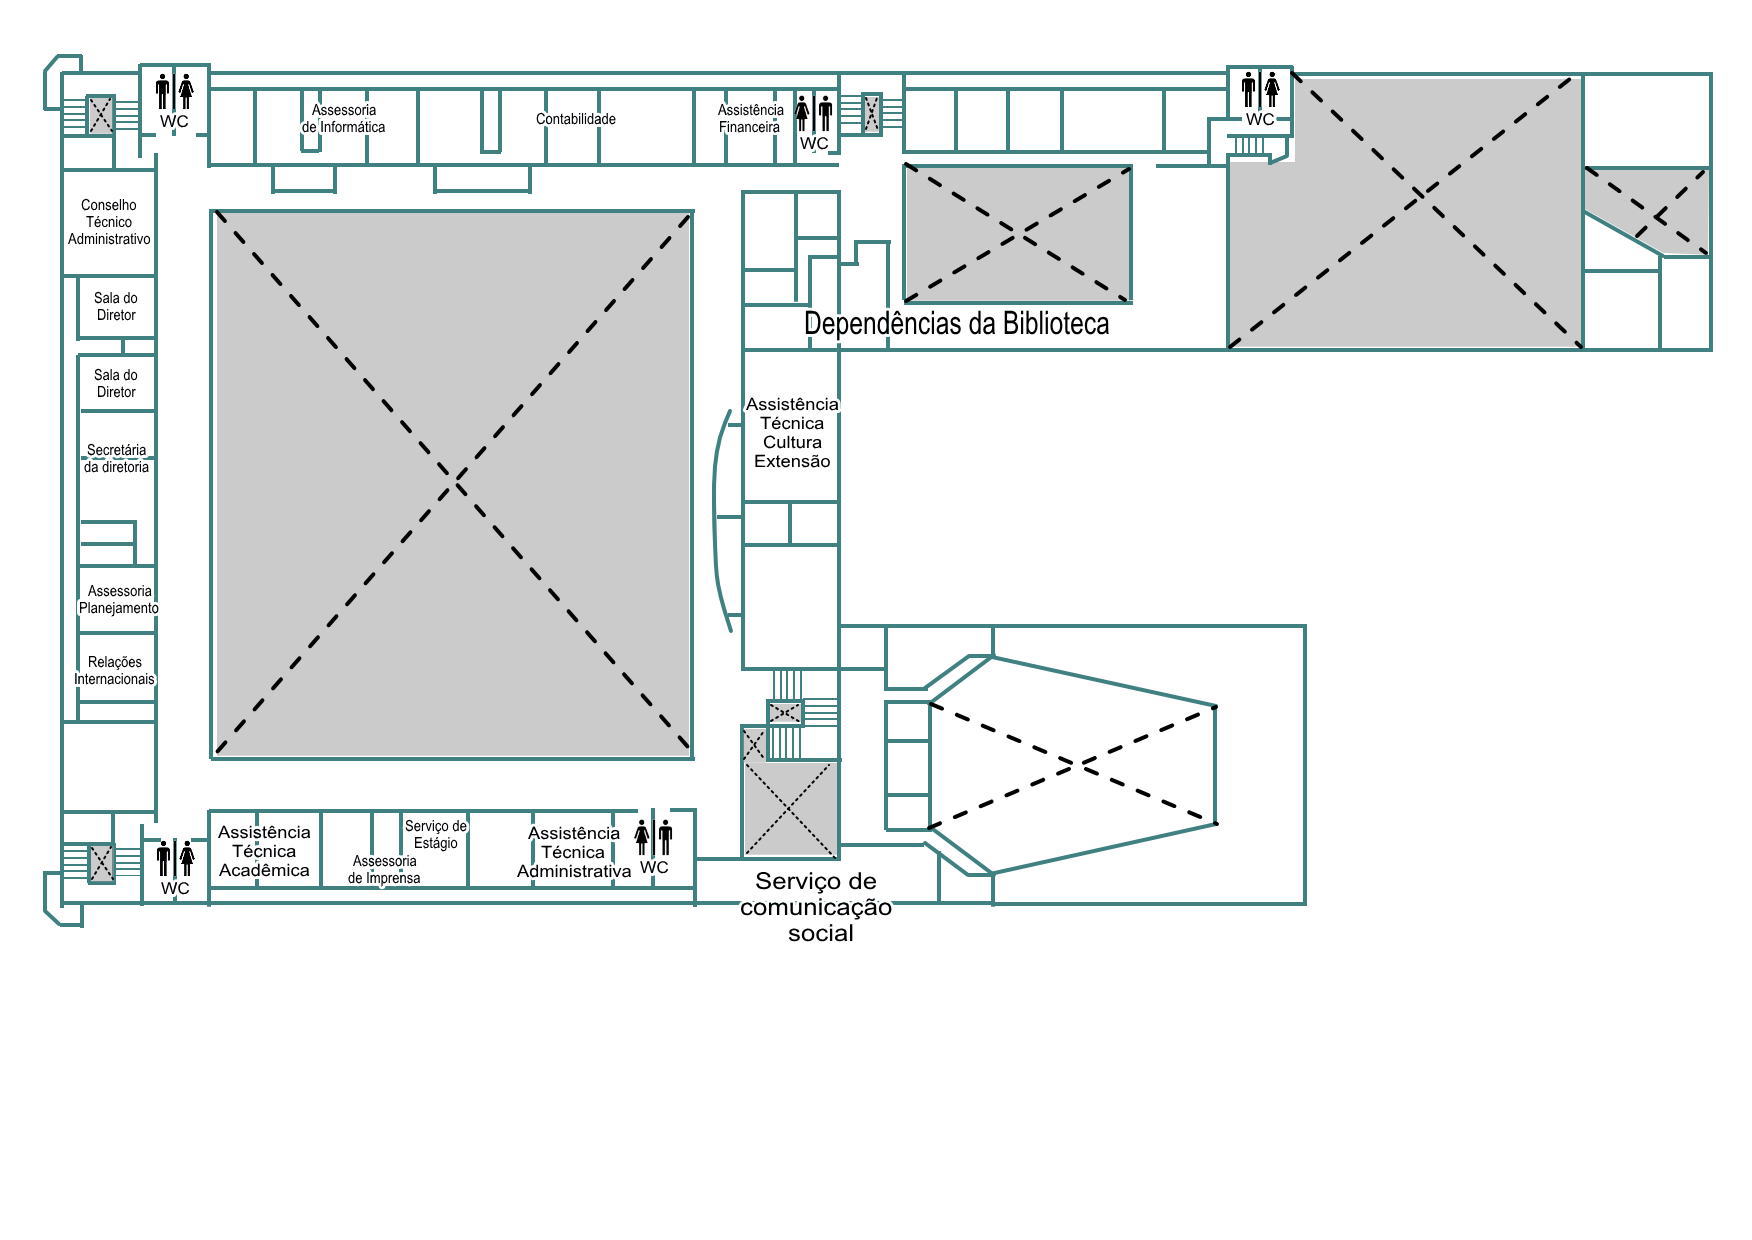 WC
Assessoria
de Informática
Contabilidade
Assistência
Financeira
WC
WC
Conselho
Técnico
Administrativo
Sala do
Diretor
Dependências da Biblioteca
Sala do
Diretor
Assistência
Técnica
Cultura
Extensão
Secretária
da diretoria
Assessoria
Planejamento
Relações
Internacionais
WC
Assistência
Técnica
Acadêmica
Serviço de
Estágio
Assessoria
de Imprensa
Assistência
Técnica
Administrativa
WC
Serviço de
comunicação
social